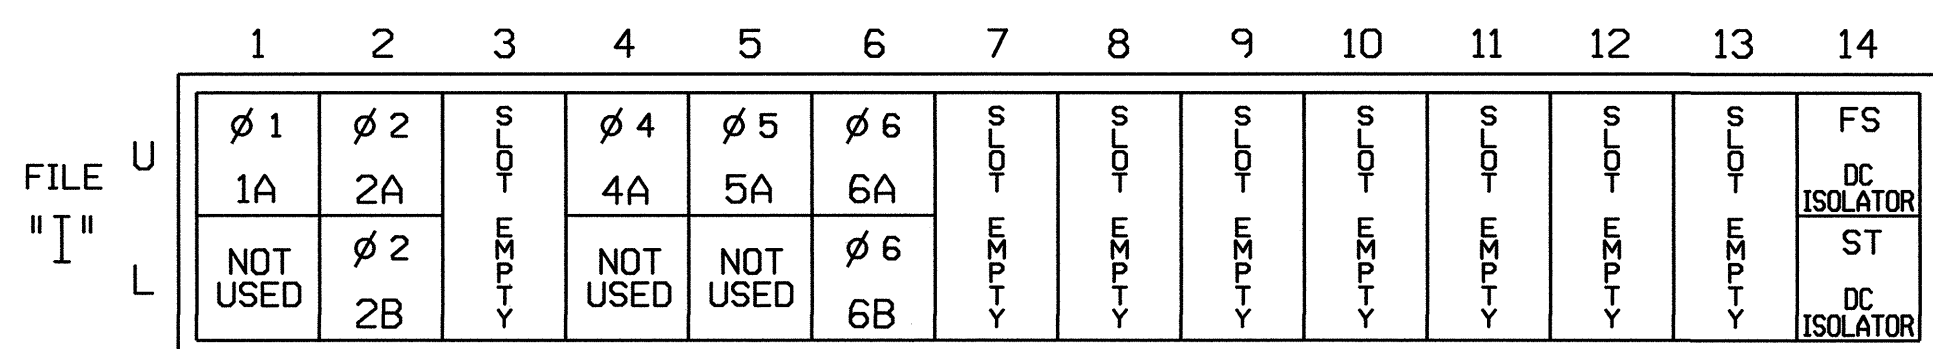 1 2 3 4 5 6 7 8 9 10 11 12 13 14
FILE
"I"
U
L
ø 1
1A
NOT
USED
ø 2
2A
ø 2
2B
SLOT EMPTY
ø 4
4A
NOT
USED
ø 5
5A
NOT
USED
ø 6
6A
ø 6
6B
SLOT EMPTY
SLOT EMPTY
SLOT EMPTY
SLOT EMPTY
SLOT EMPTY
SLOT EMPTY
SLOT EMPTY
FS
DC
ISOLATOR
ST
DC
ISOLATOR